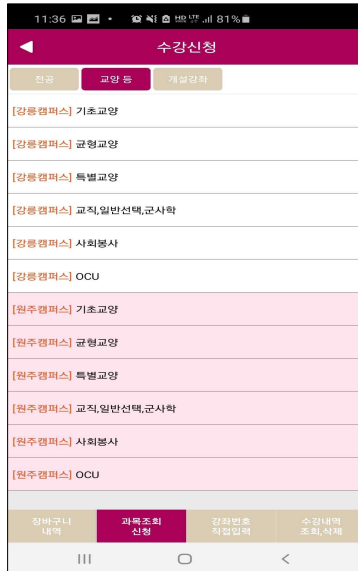 11:36 81%
수강신청
전공 교양 등 개설강좌
[강릉캠퍼스] 기초교양
[강릉캠퍼스] 균형교양
[강릉캠퍼스] 특별교양
[강릉캠퍼스] 교직,일반선택,군사학
[강릉캠퍼스] 사회봉사
[강릉캠퍼스] OCU
[원주캠퍼스] 기초교양
[원주캠퍼스] 균형교양
[원주캠퍼스] 특별교양
[원주캠퍼스] 교직,일반선택,군사학
[원주캠퍼스] 사회봉사
[원주캠퍼스] OCU
장바구니 과목조회 강좌번호 수강내역
내역 신청 직접입력 조회,삭제